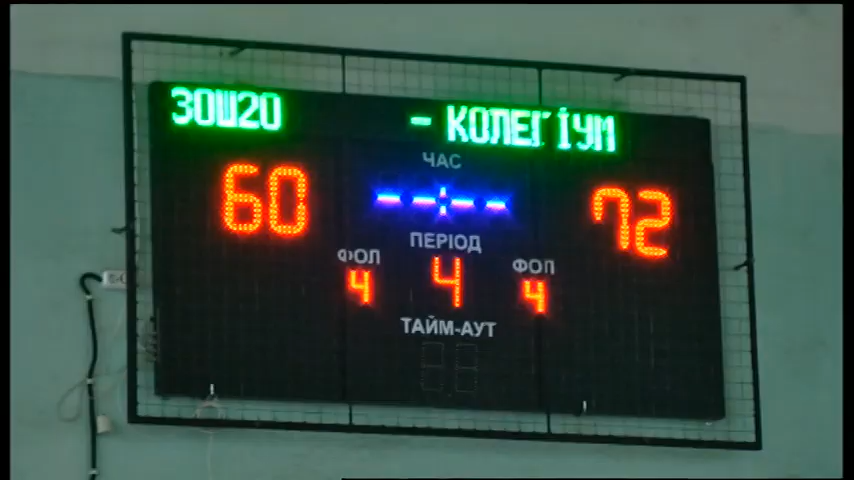 ЗОШ20 - КОЛЕГІУМ
ЧАС
60 --:-- 72
ПЕРІОД
ФОЛ ФОЛ
4 4 4
ТАЙМ-АУТ